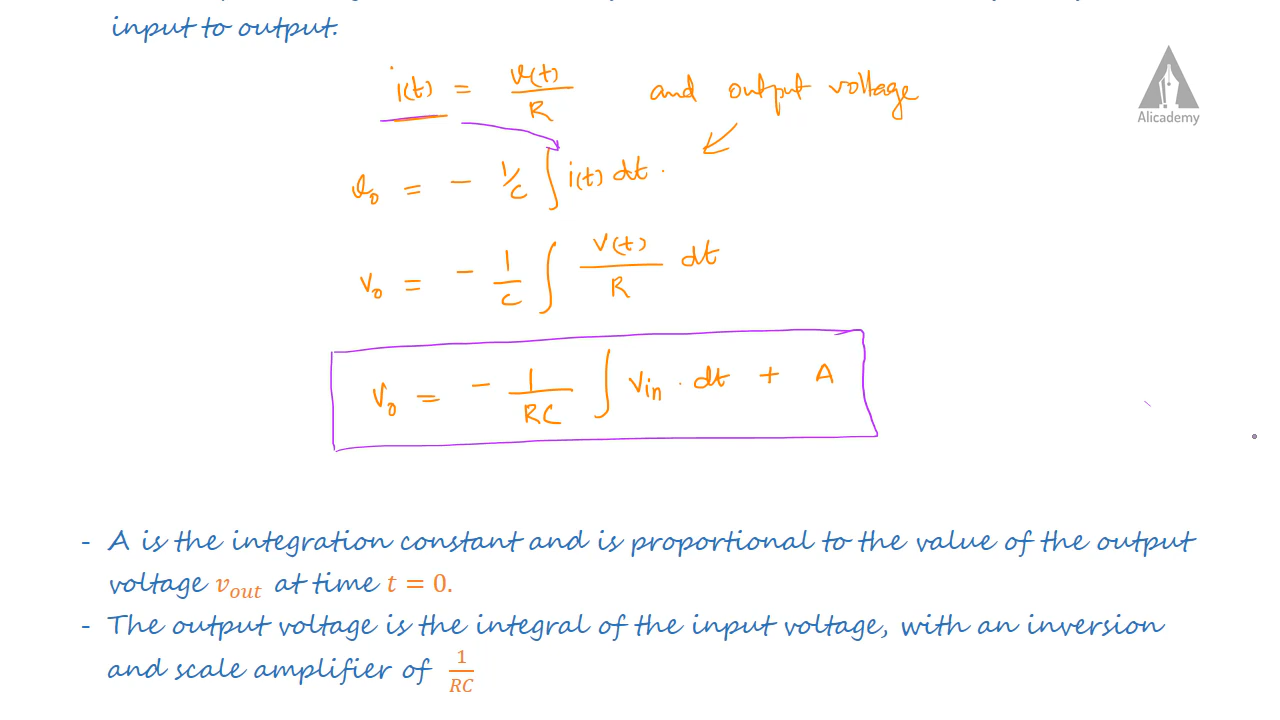 input to output.
i(t) = v(t)/R and output voltage
Alicademy
v₀ = - 1/C ∫ i(t) dt .
V₀ = - 1/C ∫ V(t)/R dt
V₀ = - 1/RC ∫ Vin . dt + A
- A is the integration constant and is proportional to the value of the output
voltage v_out at time t = 0.
- The output voltage is the integral of the input voltage, with an inversion
and scale amplifier of 1/RC